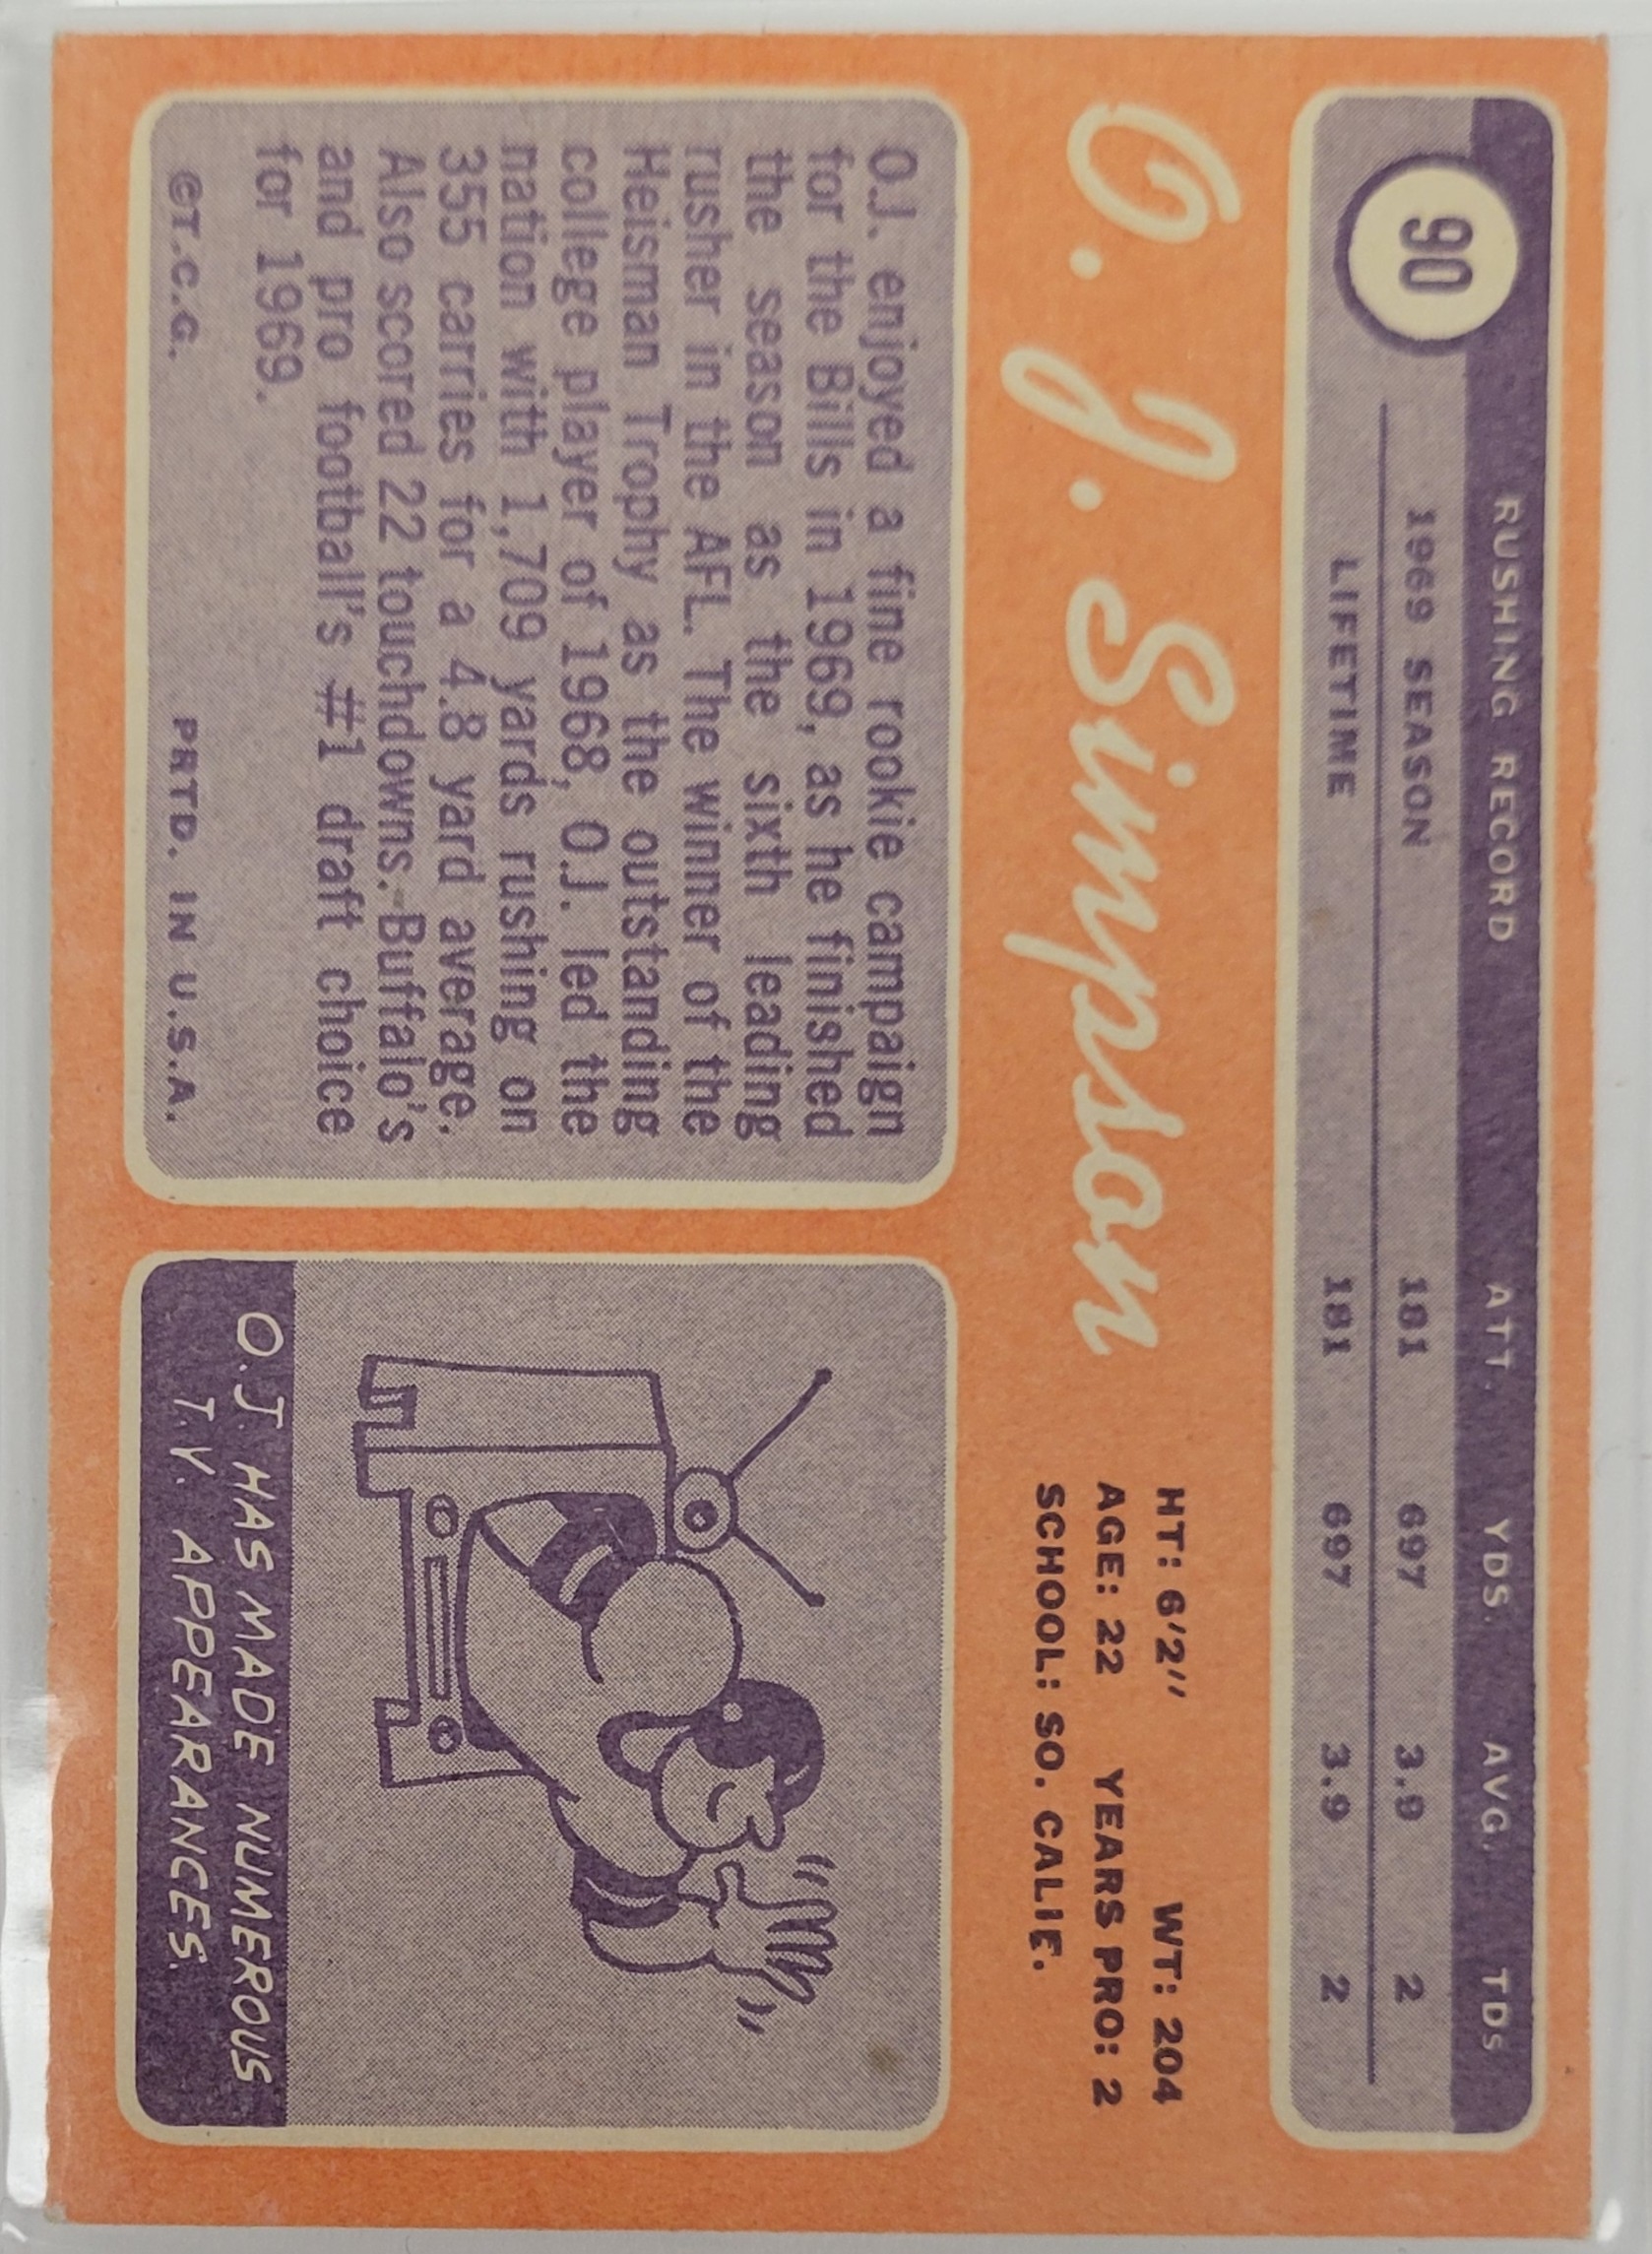 90
RUSHING RECORD ATT. YDS. AVG. TDS
1969 SEASON 181 697 3.9 2
LIFETIME 181 697 3.9 2
O. J. Simpson
HT: 6'2" WT: 204
AGE: 22 YEARS PRO: 2
SCHOOL: SO. CALIF.
O.J. enjoyed a fine rookie campaign
for the Bills in 1969, as he finished
the season as the sixth leading
rusher in the AFL. The winner of the
Heisman Trophy as the outstanding
college player of 1968, O.J. led the
nation with 1,709 yards rushing on
355 carries for a 4.8 yard average.
Also scored 22 touchdowns. Buffalo's
and pro football's #1 draft choice
for 1969.
©T.C.G. PRTD. IN U.S.A.
O.J. HAS MADE NUMEROUS
T.V. APPEARANCES.